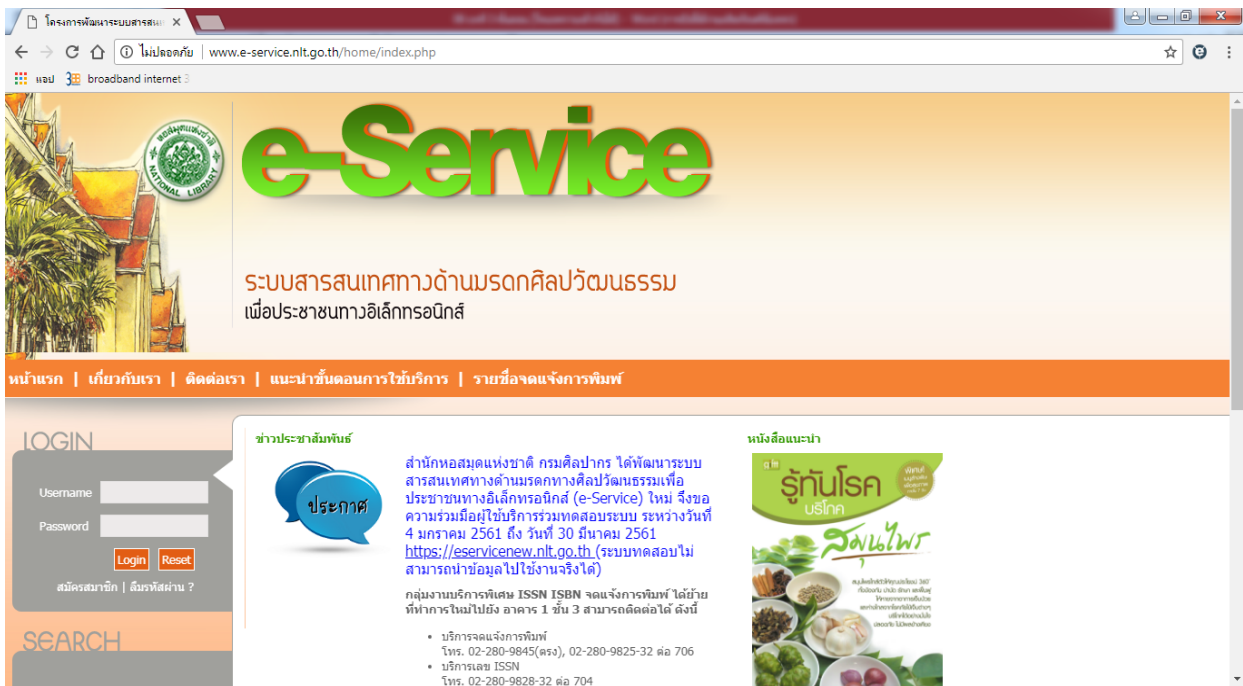 โครงการพัฒนาระบบสารสนเ
ไม่ปลอดภัย | www.e-service.nlt.go.th/home/index.php
แอป broadband internet 3
หอสมุดแห่งชาติ
NATIONAL LIBRARY
e-Service
ระบบสารสนเทศทางด้านมรดกศิลปวัฒนธรรม
เพื่อประชาชนทางอิเล็กทรอนิกส์
หน้าแรก | เกี่ยวกับเรา | ติดต่อเรา | แนะนำขั้นตอนการใช้บริการ | รายชื่อจดแจ้งการพิมพ์
LOGIN
Username
Password
Login Reset
สมัครสมาชิก | ลืมรหัสผ่าน ?
SEARCH
ข่าวประชาสัมพันธ์
ประกาศ
สำนักหอสมุดแห่งชาติ กรมศิลปากร ได้พัฒนาระบบ
สารสนเทศทางด้านมรดกทางศิลปวัฒนธรรมเพื่อ
ประชาชนทางอิเล็กทรอนิกส์ (e-Service) ใหม่ จึงขอ
ความร่วมมือผู้ใช้บริการร่วมทดสอบระบบ ระหว่างวันที่
4 มกราคม 2561 ถึง วันที่ 30 มีนาคม 2561
https://eservicenew.nlt.go.th (ระบบทดสอบไม่
สามารถนำข้อมูลไปใช้งานจริงได้)
กลุ่มงานบริการพิเศษ ISSN ISBN จดแจ้งการพิมพ์ ได้ย้าย
ที่ทำการใหม่ไปยัง อาคาร 1 ชั้น 3 สามารถติดต่อได้ ดังนี้
• บริการจดแจ้งการพิมพ์
โทร. 02-280-9845(ตรง), 02-280-9825-32 ต่อ 706
• บริการเลข ISSN
โทร. 02-280-9828-32 ต่อ 704
หนังสือแนะนำ
รู้ทันโรค
บริโภค
สมุนไพร